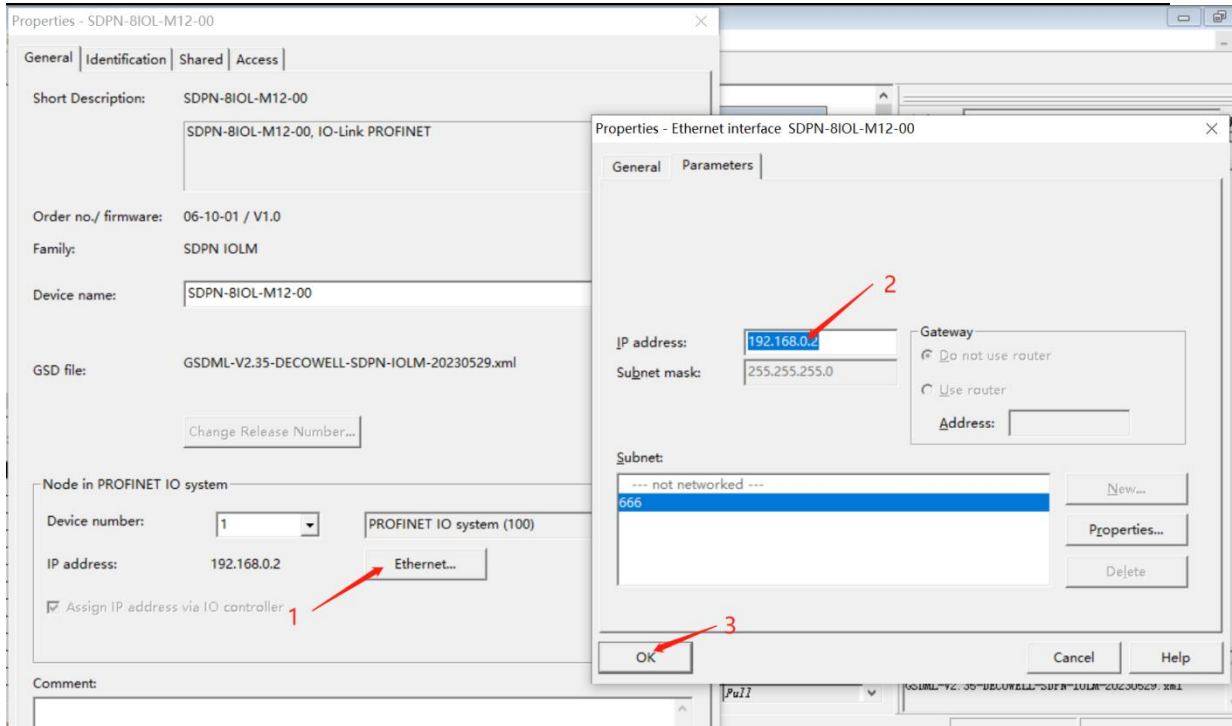 Properties - SDPN-8IOL-M12-00
General Identification Shared Access
Short Description: SDPN-8IOL-M12-00
SDPN-8IOL-M12-00, IO-Link PROFINET
Order no./ firmware: 06-10-01 / V1.0
Family: SDPN IOLM
Device name: SDPN-8IOL-M12-00
GSD file: GSDML-V2.35-DECOWELL-SDPN-IOLM-20230529.xml
Change Release Number...
Node in PROFINET IO system
Device number: 1 PROFINET IO system (100)
IP address: 192.168.0.2 Ethernet...
Assign IP address via IO controller
1
Comment:
Properties - Ethernet interface SDPN-8IOL-M12-00
General Parameters
2
IP address: 192.168.0.2
Subnet mask: 255.255.255.0
Gateway
Do not use router
Use router
Address:
Subnet:
--- not networked ---
666
New...
Properties...
Delete
3
OK Cancel Help
Full
GSDML-V2.35-DECOWELL-SDPN-IOLM-20230529.xml